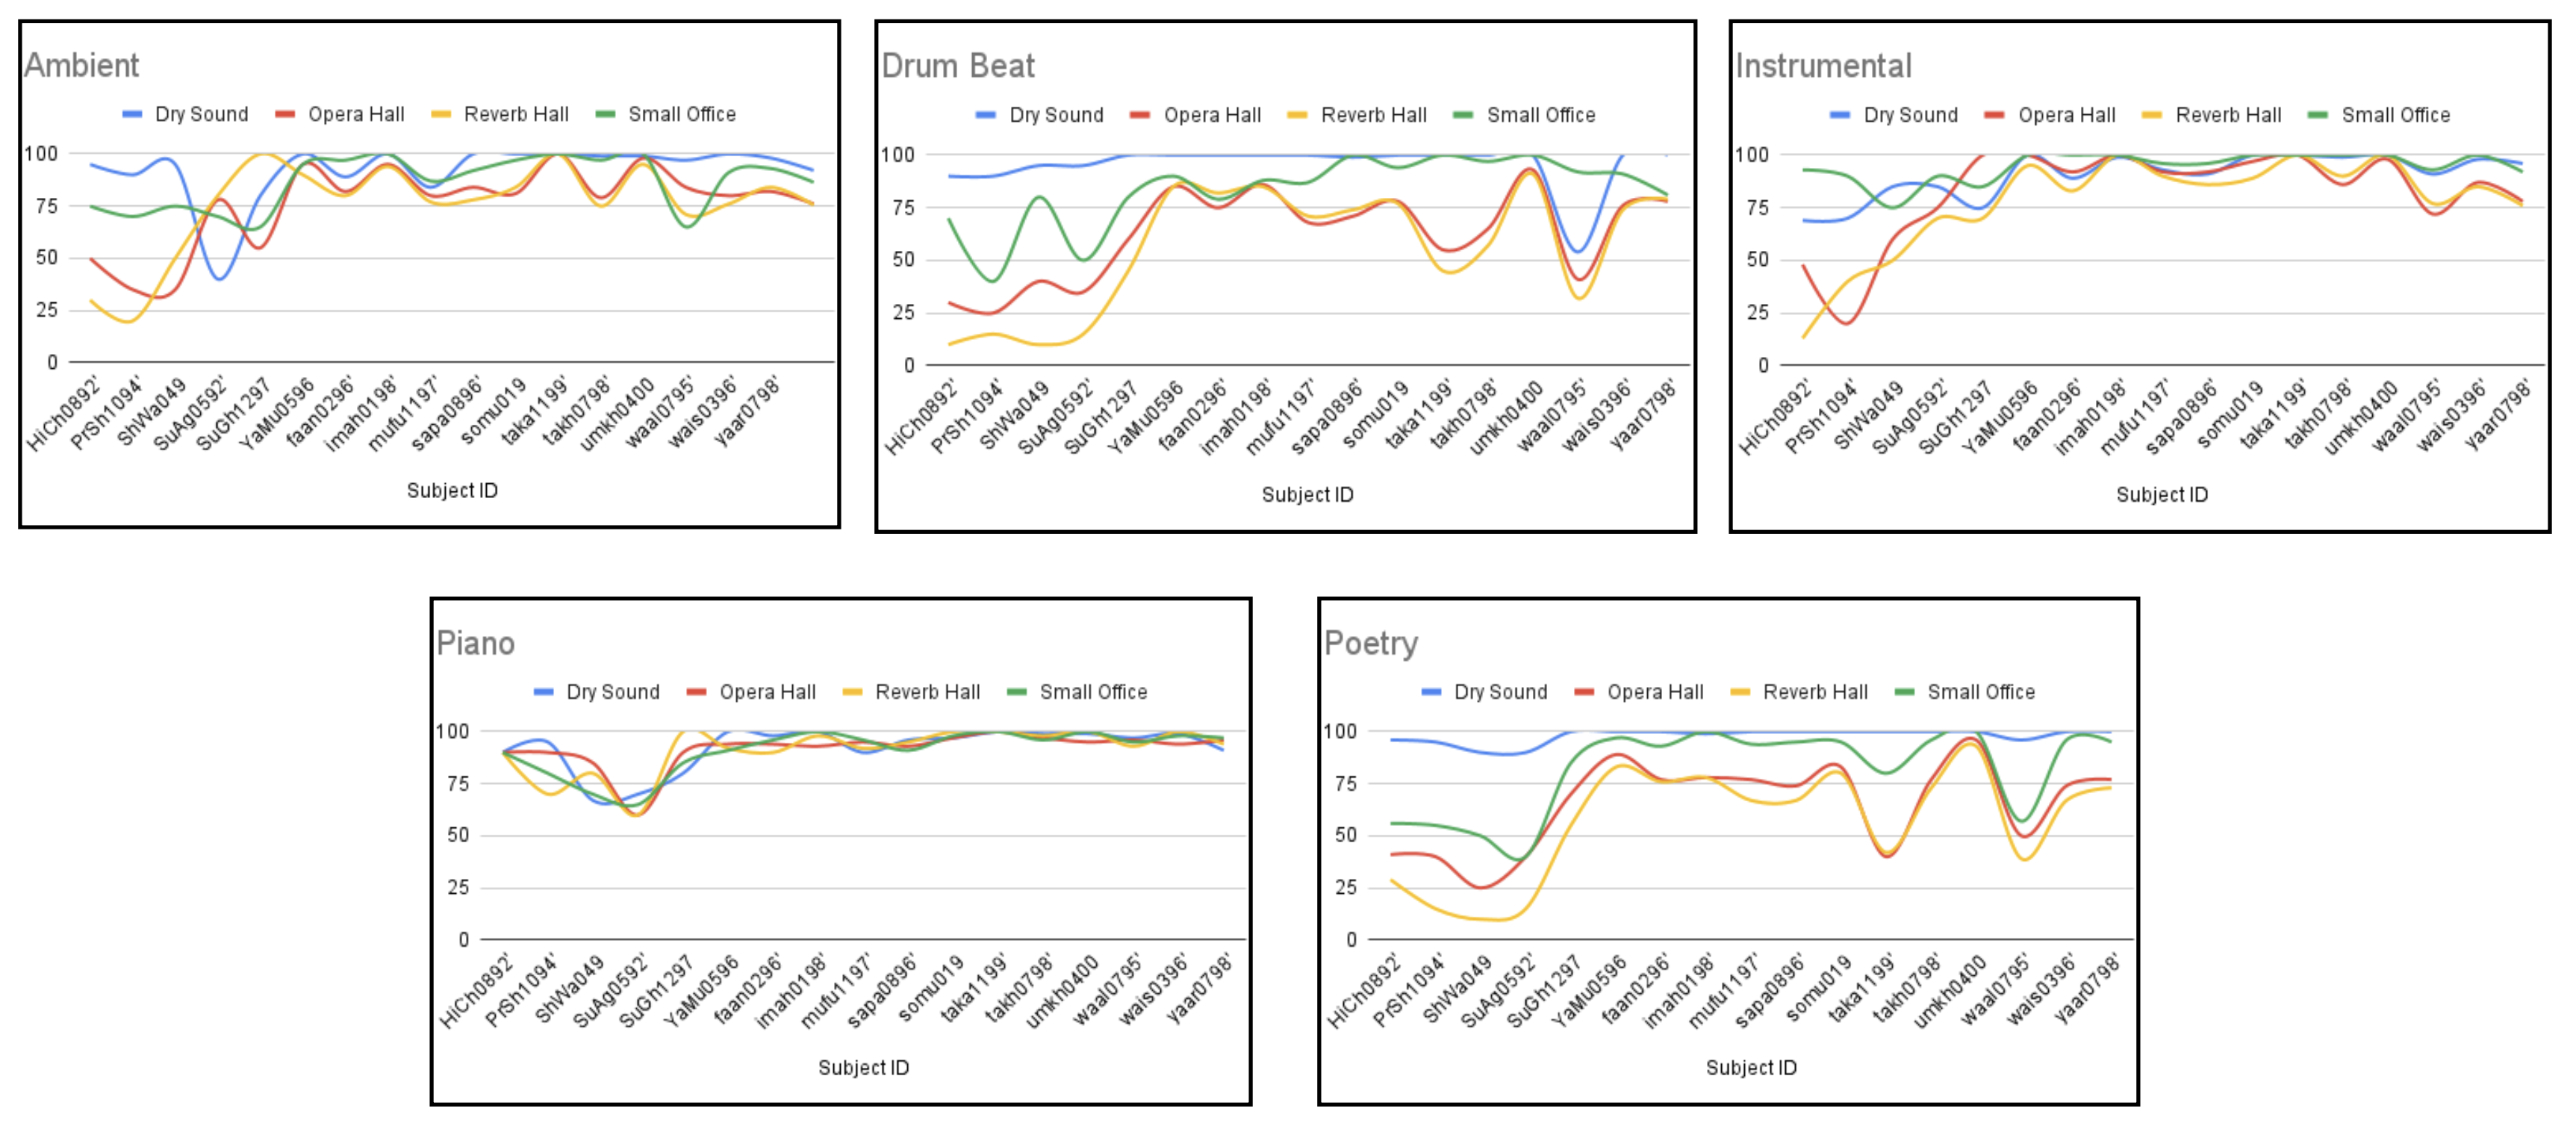 Ambient
Dry Sound Opera Hall Reverb Hall Small Office
100
75
50
25
0
HiCh0892' PrSh1094' ShWa049 SuAg0592' SuGh1297 YaMu0596 faan0296' imah0198' mufu1197' sapa0896' somu019 taka1199' takh0798' umkh0400 waal0795' wais0396' yaar0798'
Subject ID
Drum Beat
Dry Sound Opera Hall Reverb Hall Small Office
100
75
50
25
0
HiCh0892' PrSh1094' ShWa049 SuAg0592' SuGh1297 YaMu0596 faan0296' imah0198' mufu1197' sapa0896' somu019 taka1199' takh0798' umkh0400 waal0795' wais0396' yaar0798'
Subject ID
Instrumental
Dry Sound Opera Hall Reverb Hall Small Office
100
75
50
25
0
HiCh0892' PrSh1094' ShWa049 SuAg0592' SuGh1297 YaMu0596 faan0296' imah0198' mufu1197' sapa0896' somu019 taka1199' takh0798' umkh0400 waal0795' wais0396' yaar0798'
Subject ID
Piano
Dry Sound Opera Hall Reverb Hall Small Office
100
75
50
25
0
HiCh0892' PrSh1094' ShWa049 SuAg0592' SuGh1297 YaMu0596 faan0296' imah0198' mufu1197' sapa0896' somu019 taka1199' takh0798' umkh0400 waal0795' wais0396' yaar0798'
Subject ID
Poetry
Dry Sound Opera Hall Reverb Hall Small Office
100
75
50
25
0
HiCh0892' PrSh1094' ShWa049 SuAg0592' SuGh1297 YaMu0596 faan0296' imah0198' mufu1197' sapa0896' somu019 taka1199' takh0798' umkh0400 waal0795' wais0396' yaar0798'
Subject ID